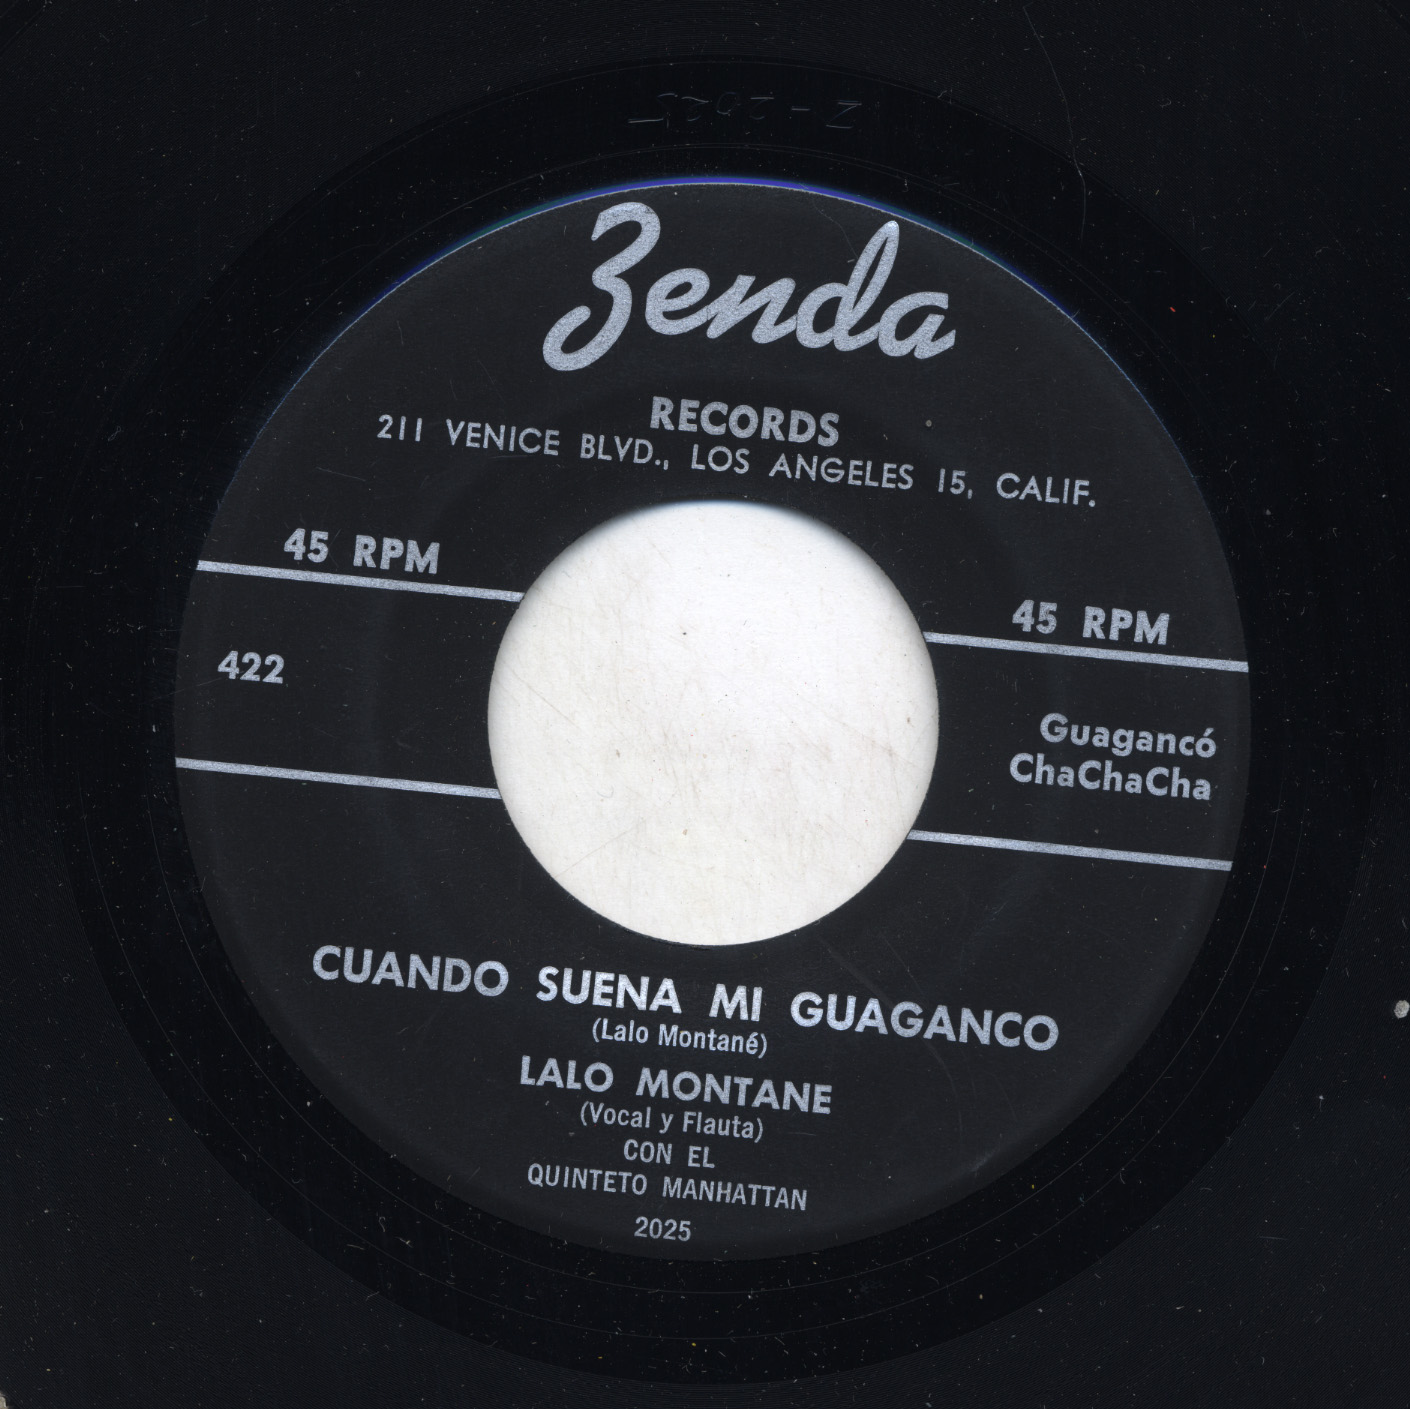 Z-2025
Zenda
RECORDS
211 VENICE BLVD., LOS ANGELES 15, CALIF.
45 RPM
45 RPM
422
Guagancó
ChaChaCha
CUANDO SUENA MI GUAGANCO
(Lalo Montané)
LALO MONTANE
(Vocal y Flauta)
CON EL
QUINTETO MANHATTAN
2025